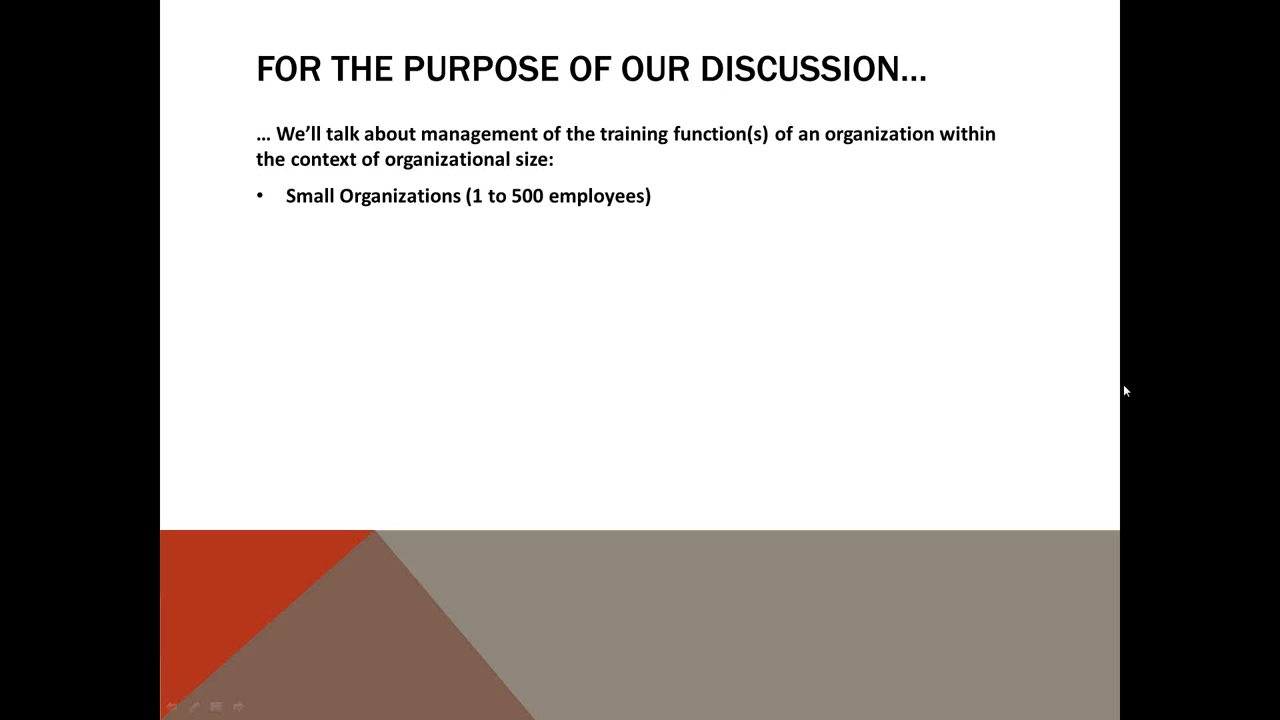 FOR THE PURPOSE OF OUR DISCUSSION…
… We’ll talk about management of the training function(s) of an organization within
the context of organizational size:
• Small Organizations (1 to 500 employees)